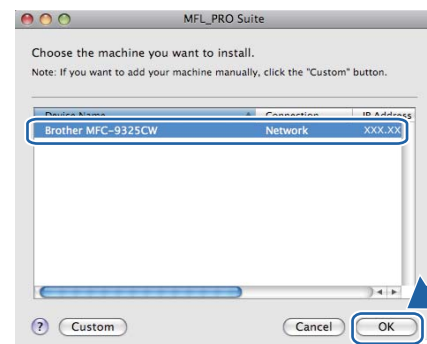 MFL_PRO Suite
Choose the machine you want to install.
Note: If you want to add your machine manually, click the "Custom" button.
Device Name Connection IP Address
Brother MFC-9325CW Network XXX.XX
? Custom Cancel OK